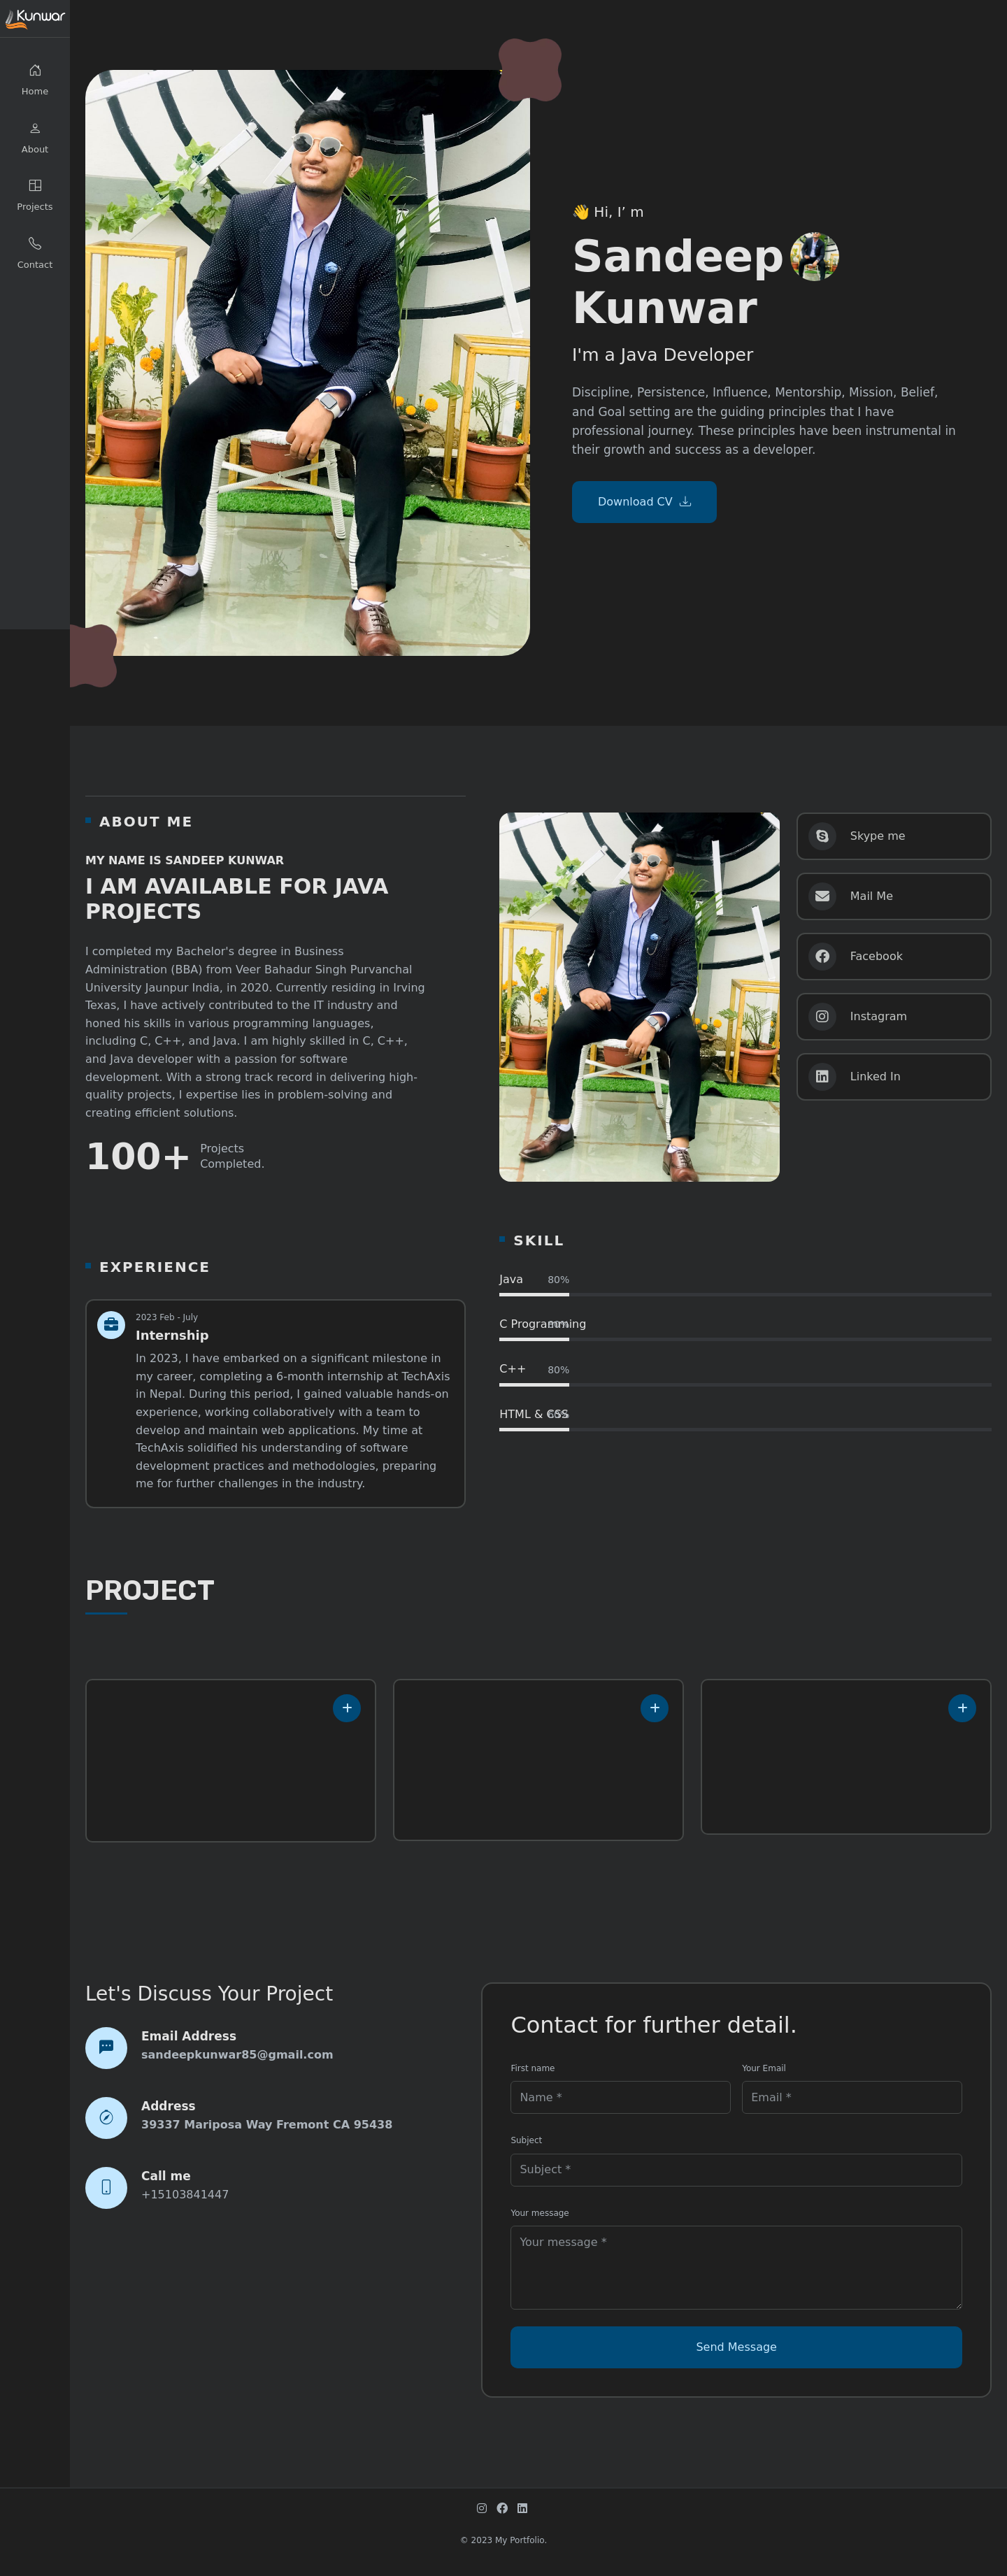 Kunwar
Home
About
Projects
Contact
👋 Hi, I’ m
Sandeep
Kunwar
I'm a Java Developer
Discipline, Persistence, Influence, Mentorship, Mission, Belief,
and Goal setting are the guiding principles that I have
professional journey. These principles have been instrumental in
their growth and success as a developer.
Download CV
ABOUT ME
MY NAME IS SANDEEP KUNWAR
I AM AVAILABLE FOR JAVA
PROJECTS
I completed my Bachelor's degree in Business
Administration (BBA) from Veer Bahadur Singh Purvanchal
University Jaunpur India, in 2020. Currently residing in Irving
Texas, I have actively contributed to the IT industry and
honed his skills in various programming languages,
including C, C++, and Java. I am highly skilled in C, C++,
and Java developer with a passion for software
development. With a strong track record in delivering high-
quality projects, I expertise lies in problem-solving and
creating efficient solutions.
100+
Projects
Completed.
Skype me
Mail Me
Facebook
Instagram
Linked In
EXPERIENCE
2023 Feb - July
Internship
In 2023, I have embarked on a significant milestone in
my career, completing a 6-month internship at TechAxis
in Nepal. During this period, I gained valuable hands-on
experience, working collaboratively with a team to
develop and maintain web applications. My time at
TechAxis solidified his understanding of software
development practices and methodologies, preparing
me for further challenges in the industry.
SKILL
Java 80%
C Programming
C++ 80%
HTML & CSS
PROJECT
+
+
+
Let's Discuss Your Project
Email Address
sandeepkunwar85@gmail.com
Address
39337 Mariposa Way Fremont CA 95438
Call me
+15103841447
Contact for further detail.
First name
Your Email
Name *
Email *
Subject
Subject *
Your message
Your message *
Send Message
© 2023 My Portfolio.